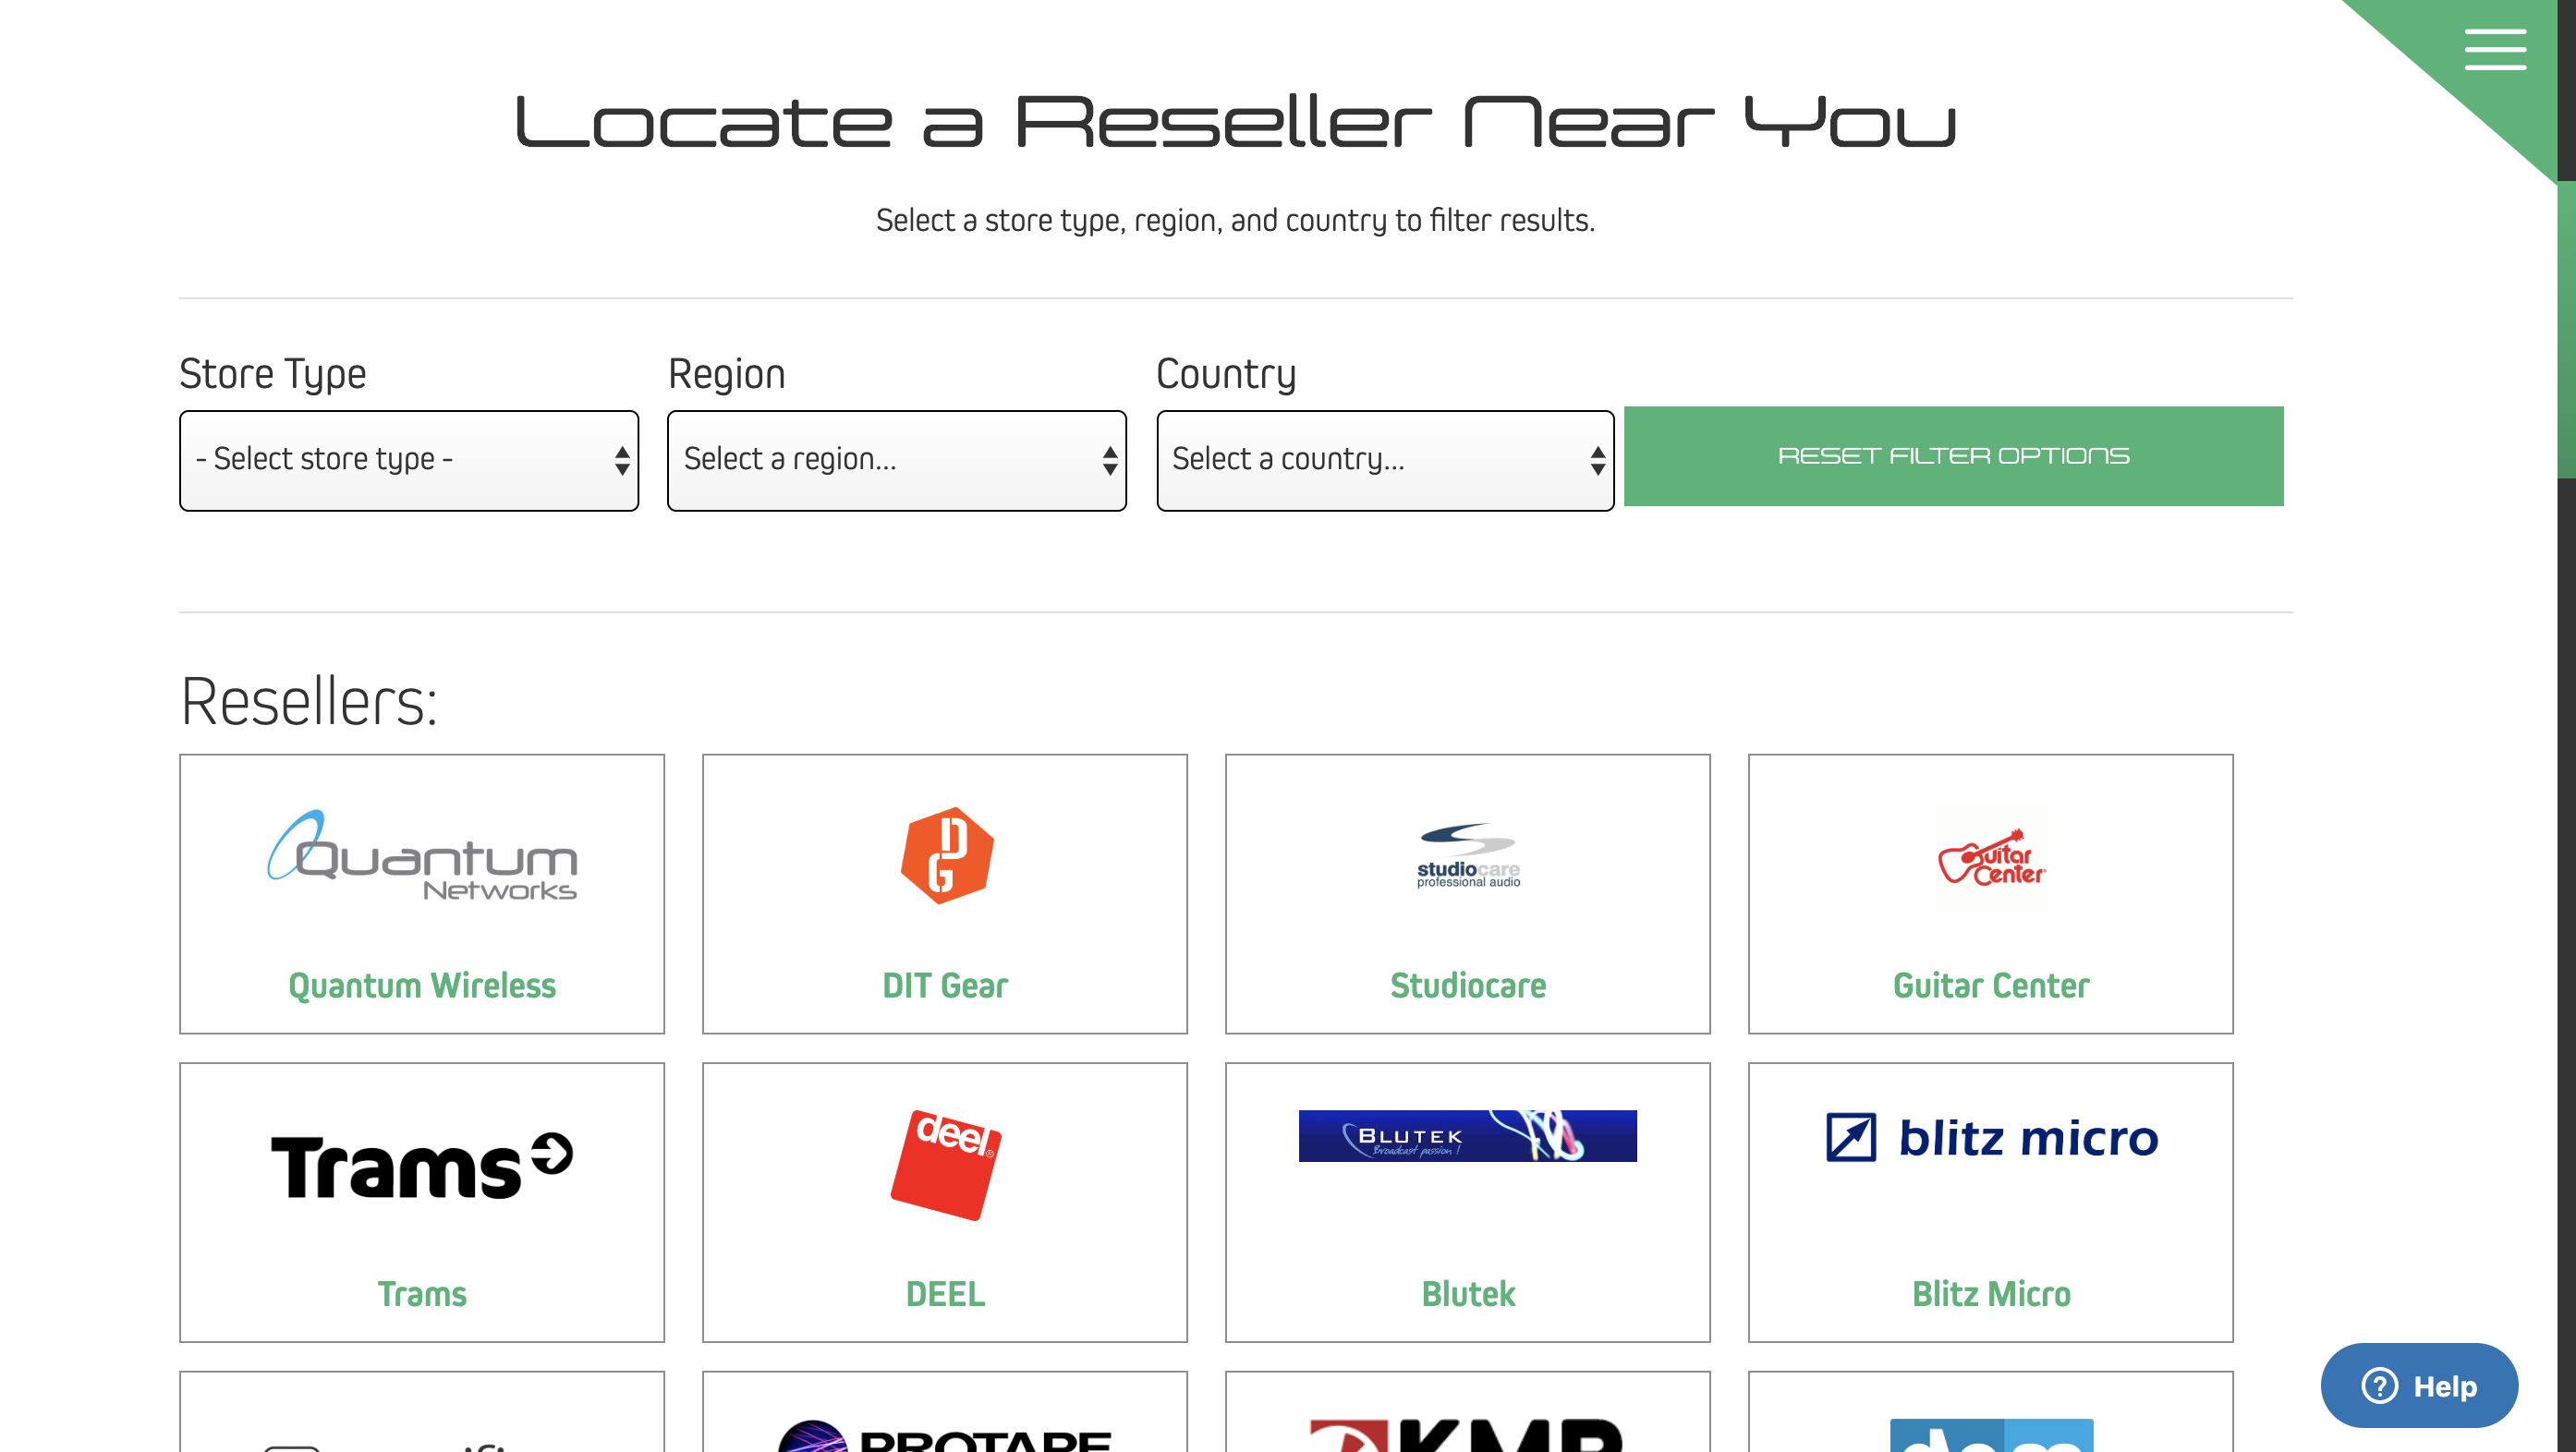 Locate a Reseller Near You
Select a store type, region, and country to filter results.
Store Type
Region
Country
- Select store type -
Select a region...
Select a country...
RESET FILTER OPTIONS
Resellers:
Quantum
Networks
Quantum Wireless
DG
DIT Gear
studiocare
professional audio
Studiocare
Guitar
Center
Guitar Center
Trams
Trams
deel®
DEEL
BLUTEK
Broadcast passion !
Blutek
blitz micro
Blitz Micro
PROTAPE
KMR
Help